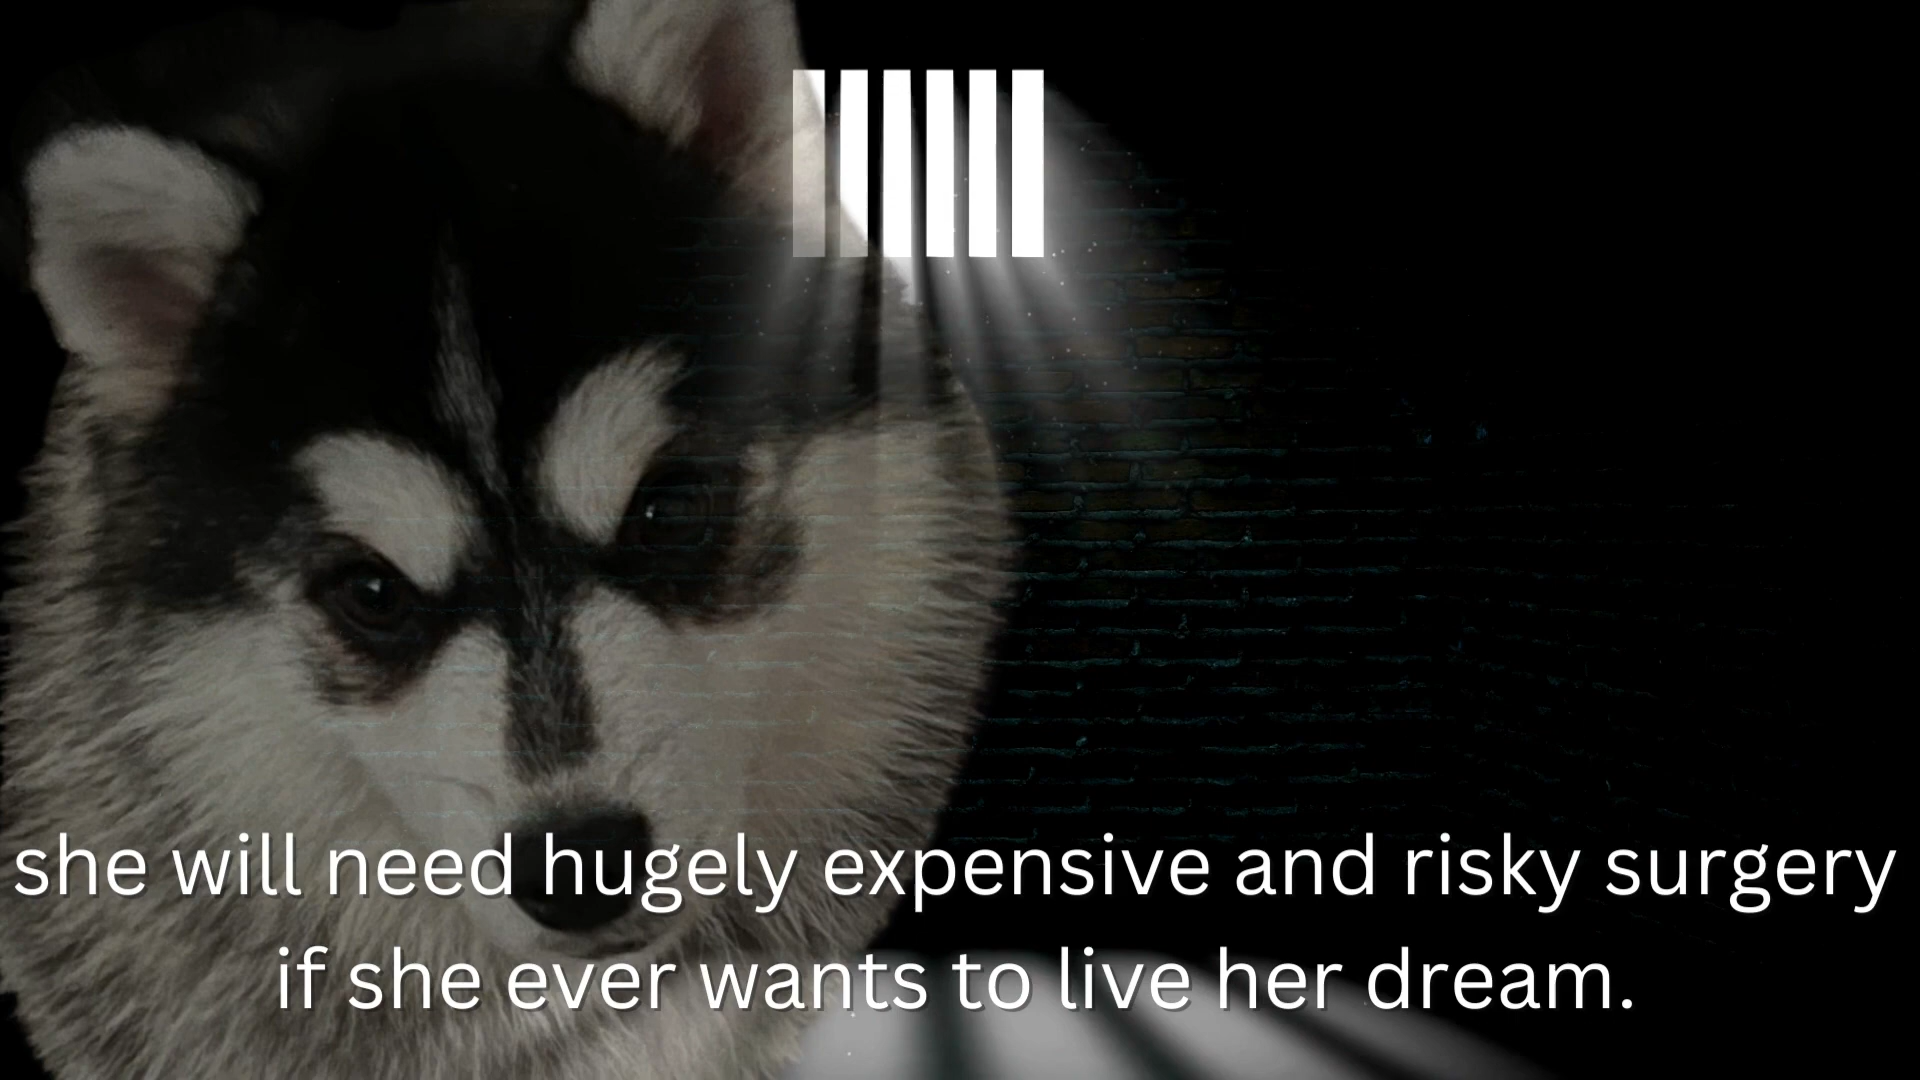 she will need hugely expensive and risky surgery
if she ever wants to live her dream.